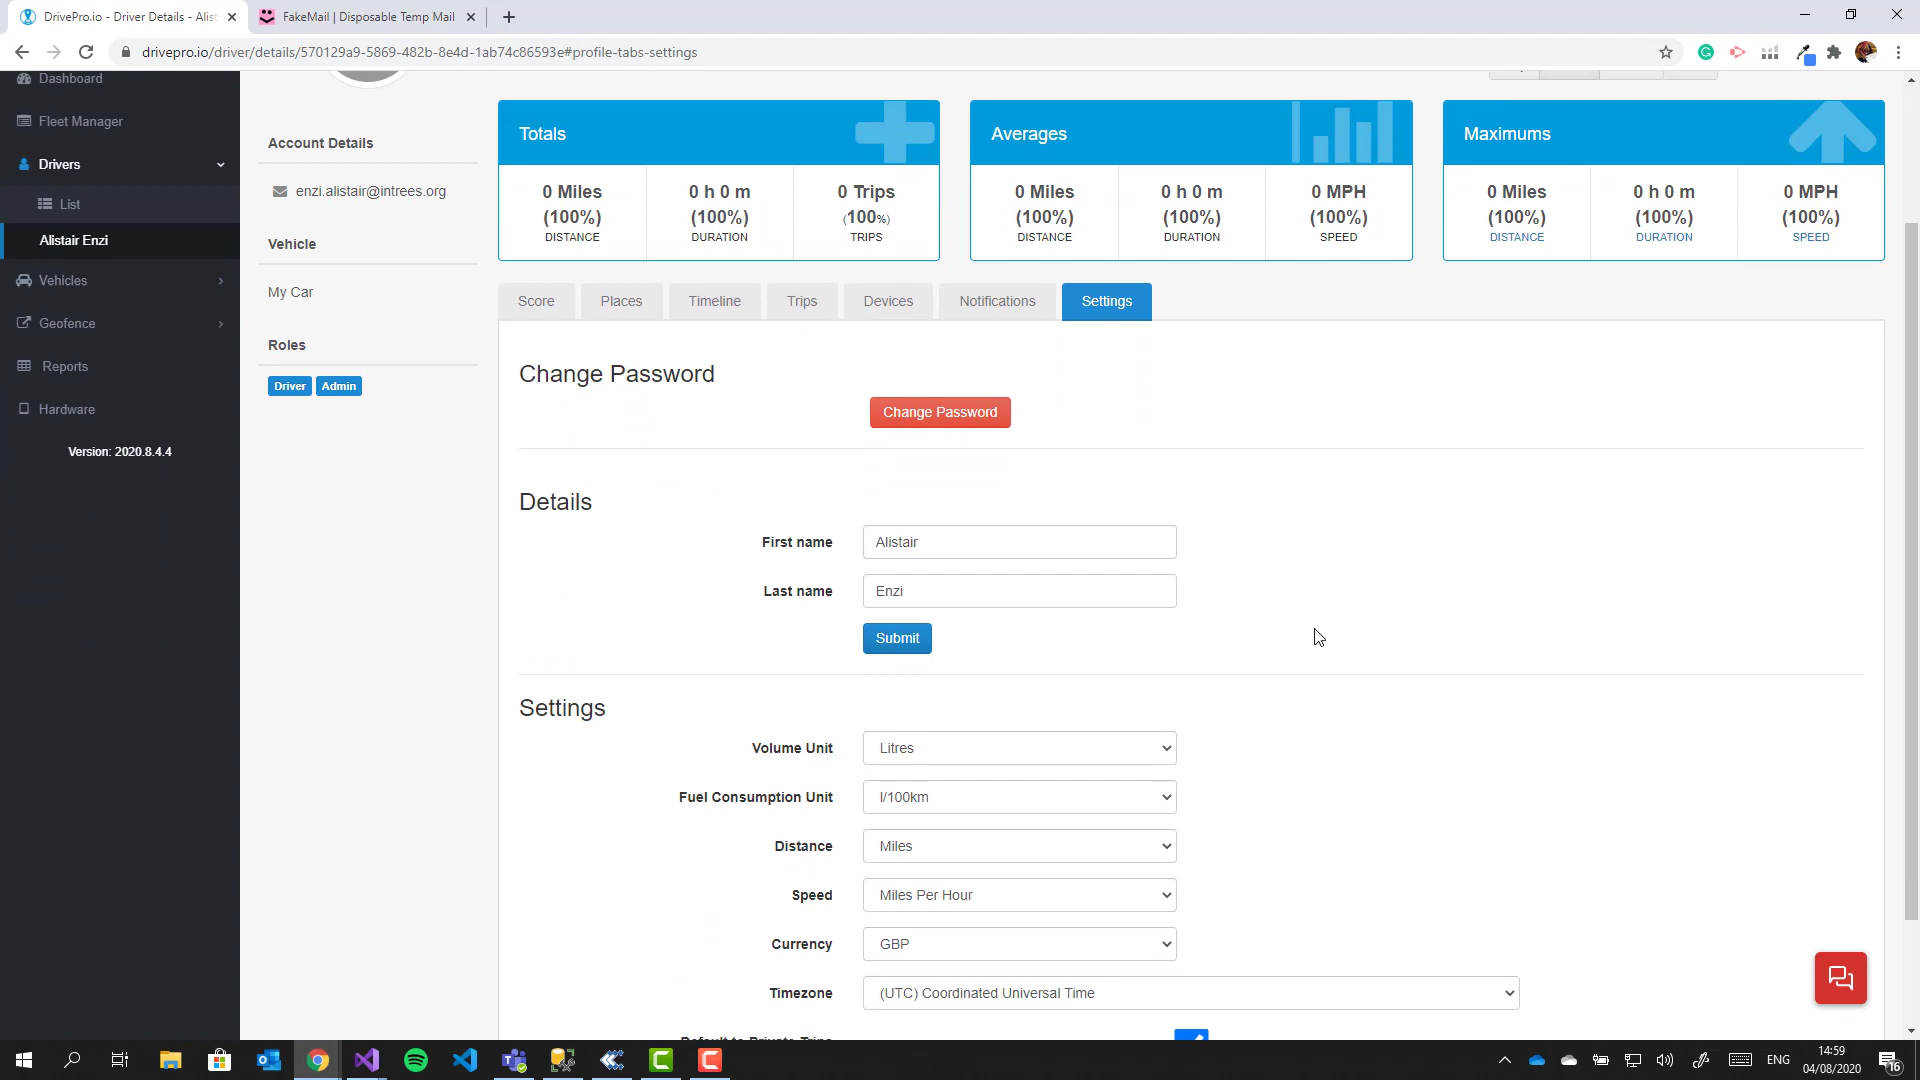 DrivePro.io - Driver Details - Alist
FakeMail | Disposable Temp Mail
drivepro.io/driver/details/570129a9-5869-482b-8e4d-1ab74c86593e#profile-tabs-settings
Dashboard
Fleet Manager
Drivers
List
Alistair Enzi
Vehicles
Geofence
Reports
Hardware
Version: 2020.8.4.4
Account Details
enzi.alistair@intrees.org
Vehicle
My Car
Roles
Driver Admin
Totals
0 Miles (100%) DISTANCE
0 h 0 m (100%) DURATION
0 Trips (100%) TRIPS
Averages
0 Miles (100%) DISTANCE
0 h 0 m (100%) DURATION
0 MPH (100%) SPEED
Maximums
0 Miles (100%) DISTANCE
0 h 0 m (100%) DURATION
0 MPH (100%) SPEED
Score Places Timeline Trips Devices Notifications Settings
Change Password
Change Password
Details
First name Alistair
Last name Enzi
Submit
Settings
Volume Unit Litres
Fuel Consumption Unit l/100km
Distance Miles
Speed Miles Per Hour
Currency GBP
Timezone (UTC) Coordinated Universal Time
Default to Private Trips
ENG
14:59
04/08/2020
16